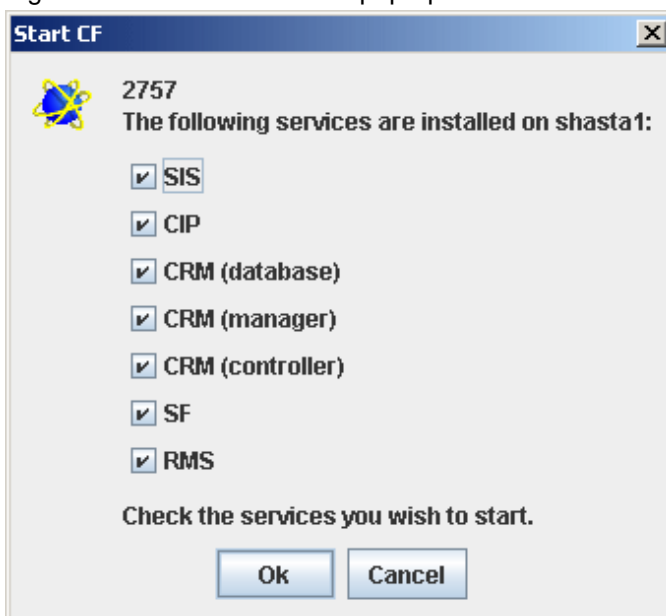 Start CF
2757
The following services are installed on shasta1:
SIS
CIP
CRM (database)
CRM (manager)
CRM (controller)
SF
RMS
Check the services you wish to start.
Ok
Cancel